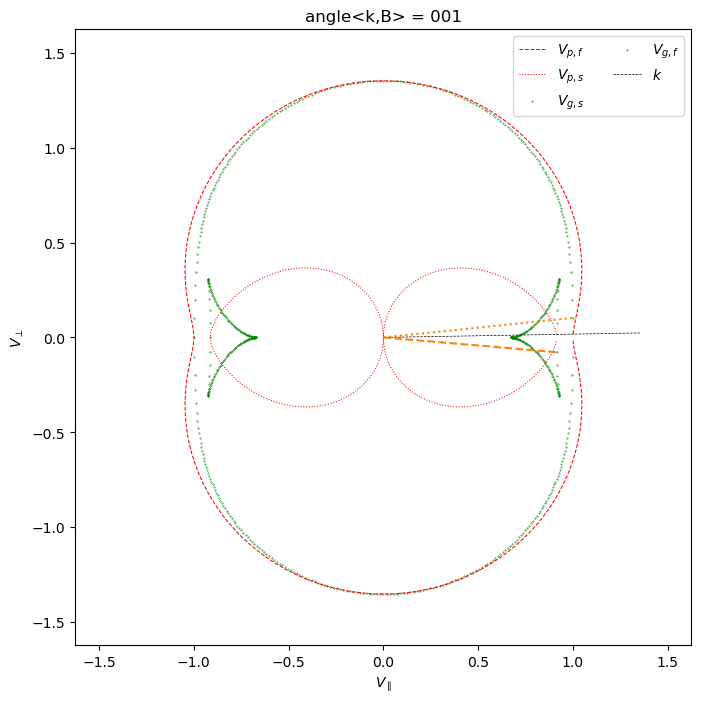 angle<k,B> = 001
V_{p,f}
V_{p,s}
V_{g,s}
V_{g,f}
k
1.5
1.0
0.5
0.0
−0.5
−1.0
−1.5
V_⊥
−1.5 −1.0 −0.5 0.0 0.5 1.0 1.5
V_∥